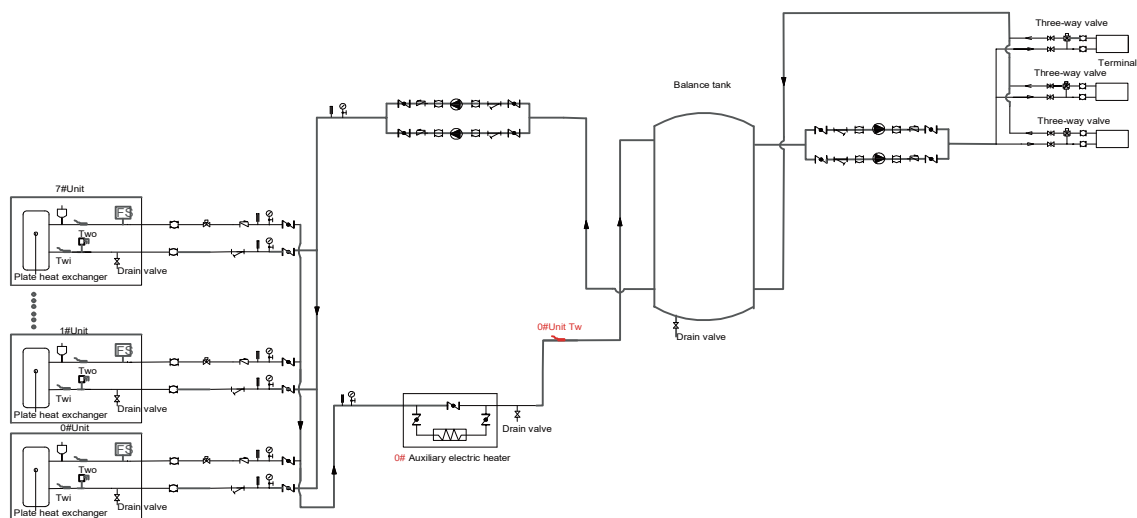 Three-way valve
Terminal
Three-way valve
Three-way valve
Balance tank
Drain valve
7#Unit
FS
Two
Twi
Drain valve
Plate heat exchanger
0#Unit Tw
1#Unit
FS
Two
Twi
Drain valve
Plate heat exchanger
Drain valve
0# Auxiliary electric heater
0#Unit
FS
Two
Twi
Drain valve
Plate heat exchanger